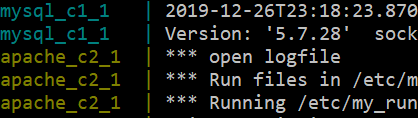 mysql_c1_1 | 2019-12-26T23:18:23.870
mysql_c1_1 | Version: '5.7.28' sock
apache_c2_1 | *** open logfile
apache_c2_1 | *** Run files in /etc/m
apache_c2_1 | *** Running /etc/my_run